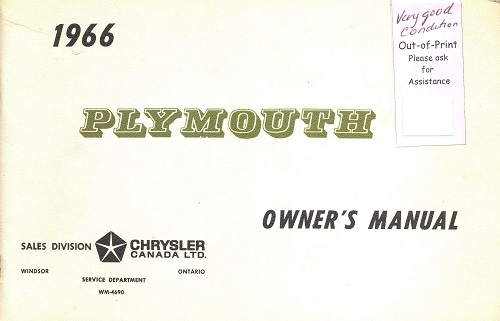 1966
Very good
Condition
Out-of-Print
Please ask
for
Assistance
PLYMOUTH
OWNER'S MANUAL
SALES DIVISION CHRYSLER
CANADA LTD.
WINDSOR ONTARIO
SERVICE DEPARTMENT
WM-4690